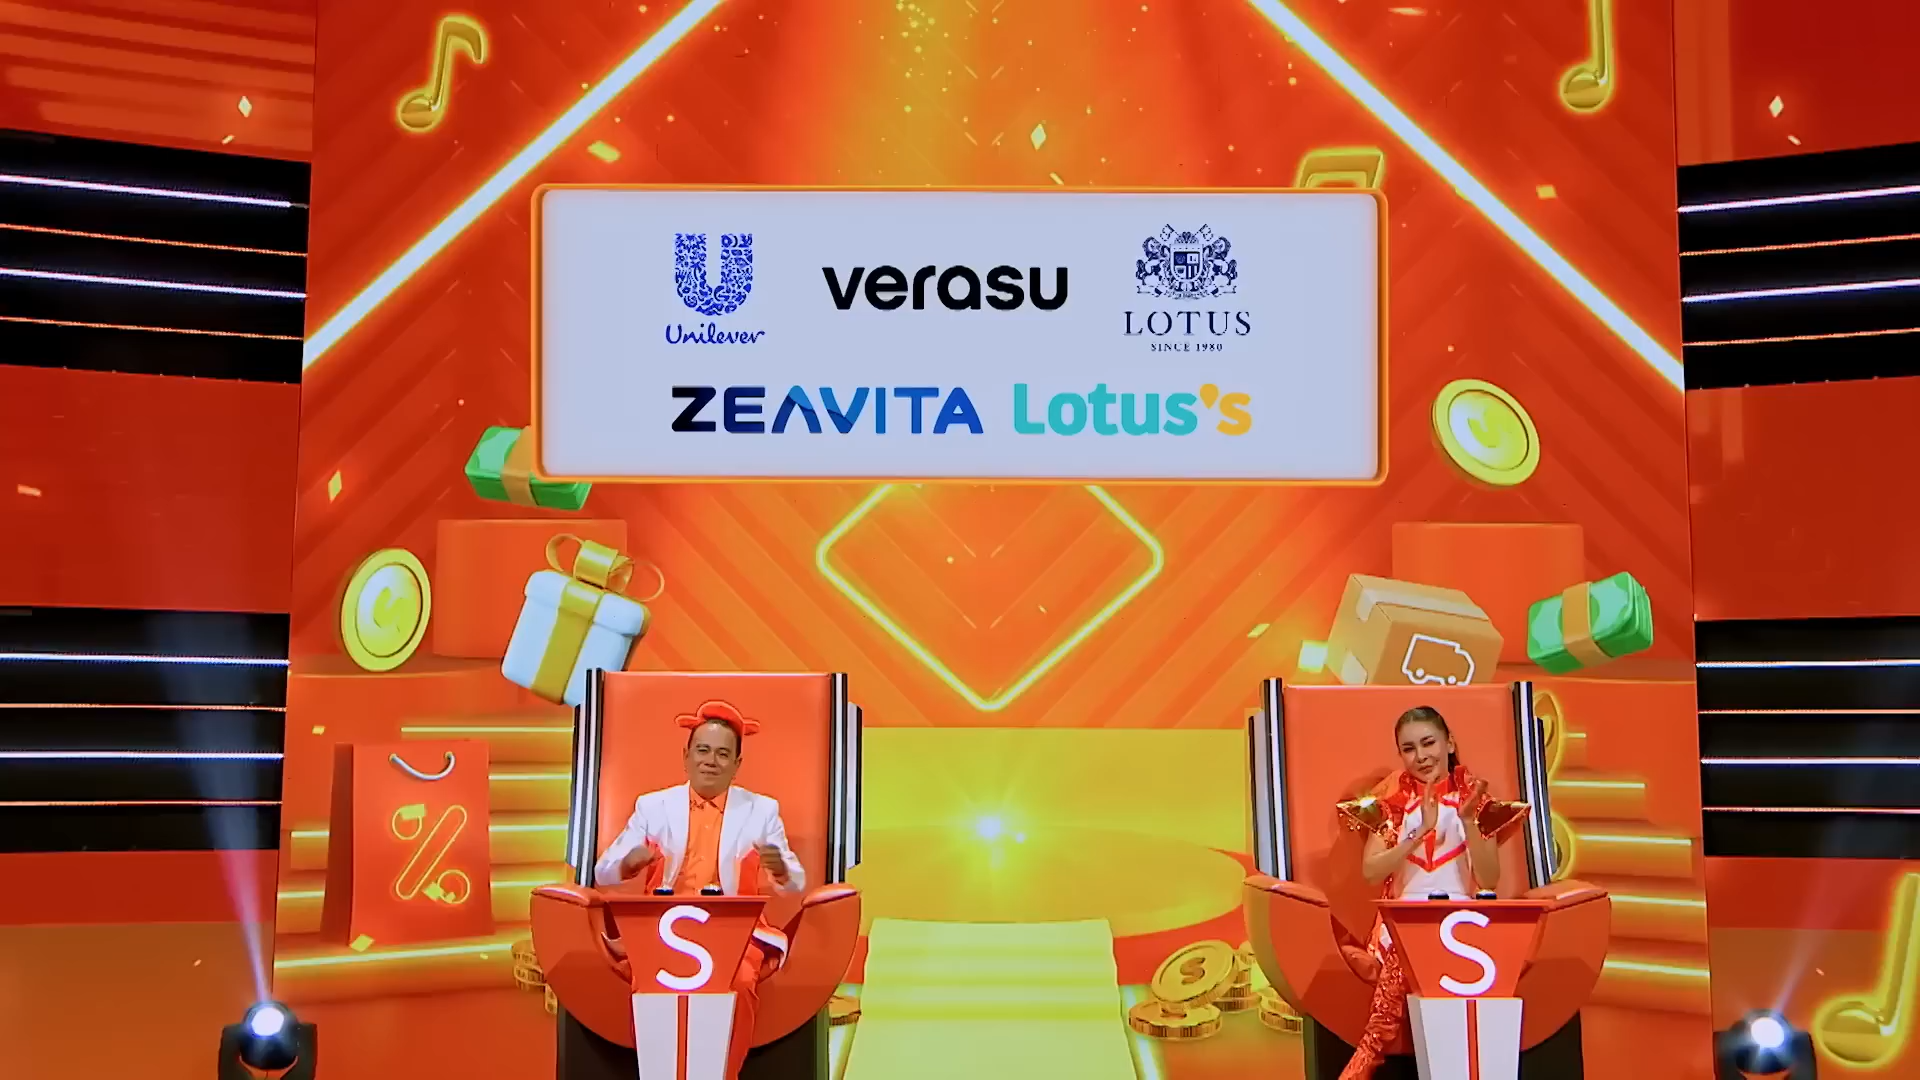 Unilever
verasu
LOTUS
SINCE 1980
ZEAVITA Lotus's
%
S S